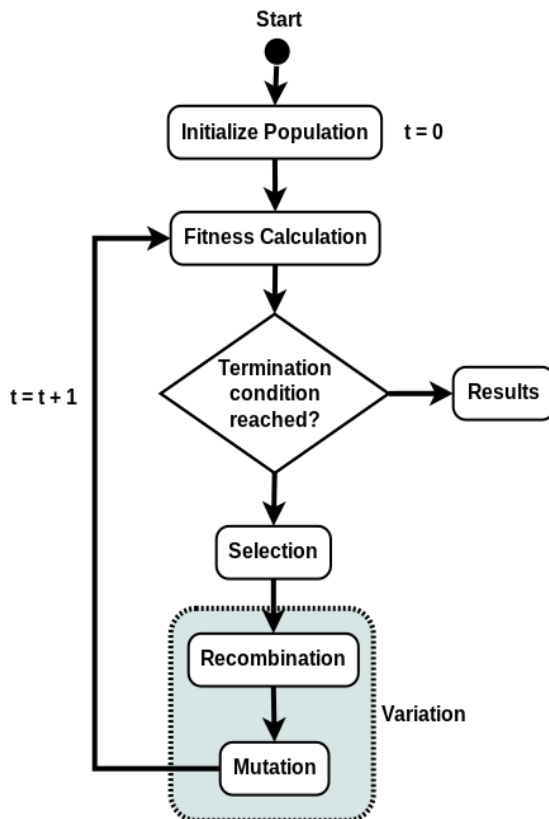 Start
Initialize Population
t = 0
Fitness Calculation
Termination
condition
reached?
Results
t = t + 1
Selection
Recombination
Variation
Mutation